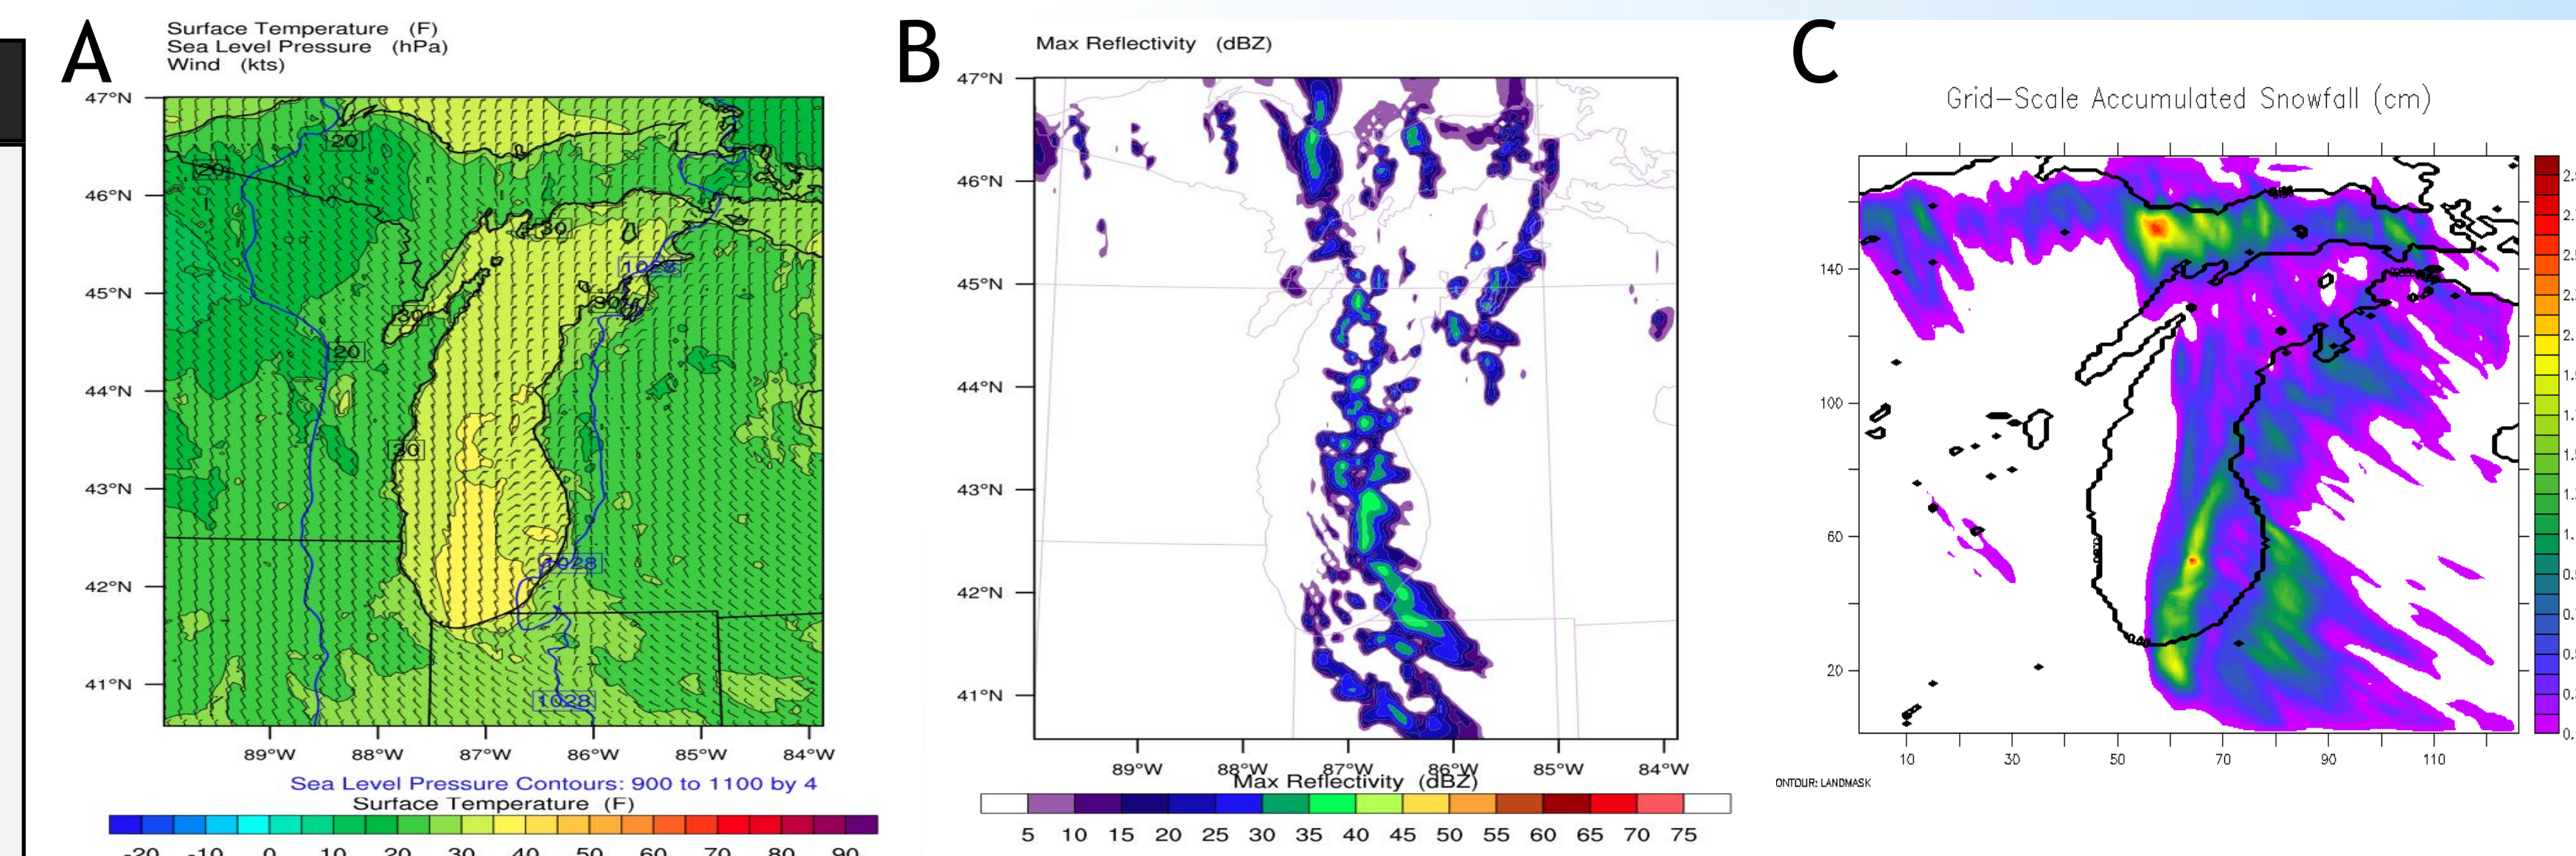 A
Surface Temperature (F)
Sea Level Pressure (hPa)
Wind (kts)
47°N
46°N
45°N
44°N
43°N
42°N
41°N
20
20
30
1028
30
30
20
30
1028
1028
89°W 88°W 87°W 86°W 85°W 84°W
Sea Level Pressure Contours: 900 to 1100 by 4
Surface Temperature (F)
-20 -10 0 10 20 30 40 50 60 70 80 90
B
Max Reflectivity (dBZ)
47°N
46°N
45°N
44°N
43°N
42°N
41°N
89°W 88°W 87°W 86°W 85°W 84°W
Max Reflectivity (dBZ)
5 10 15 20 25 30 35 40 45 50 55 60 65 70 75
C
Grid-Scale Accumulated Snowfall (cm)
140
100
60
20
10 30 50 70 90 110
ONTOUR: LANDMASK